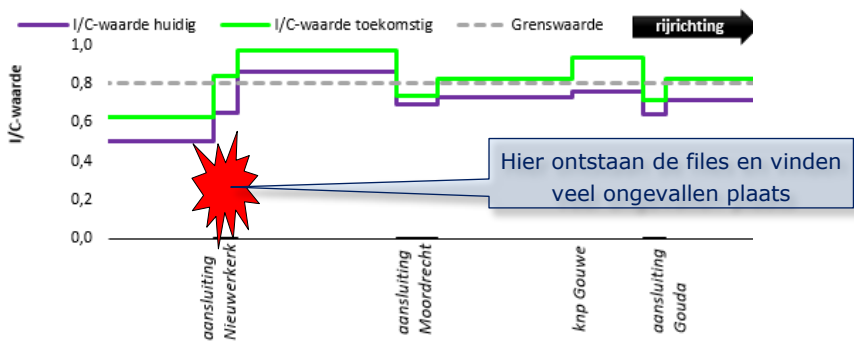 I/C-waarde huidig
I/C-waarde toekomstig
Grenswaarde
rijrichting
I/C-waarde
1,0
0,8
0,6
0,4
0,2
0,0
Hier ontstaan de files en vinden
veel ongevallen plaats
aansluiting
Nieuwerkerk
aansluiting
Moordrecht
knp Gouwe
aansluiting
Gouda